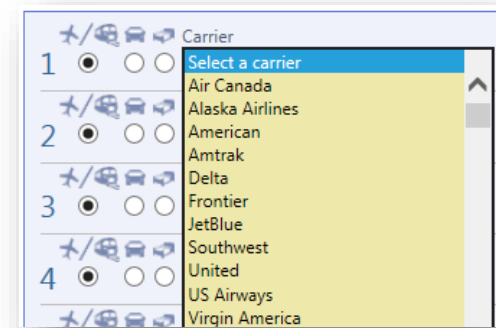 Carrier
1
Select a carrier
Air Canada
Alaska Airlines
2
American
Amtrak
Delta
3
Frontier
JetBlue
Southwest
4
United
US Airways
Virgin America